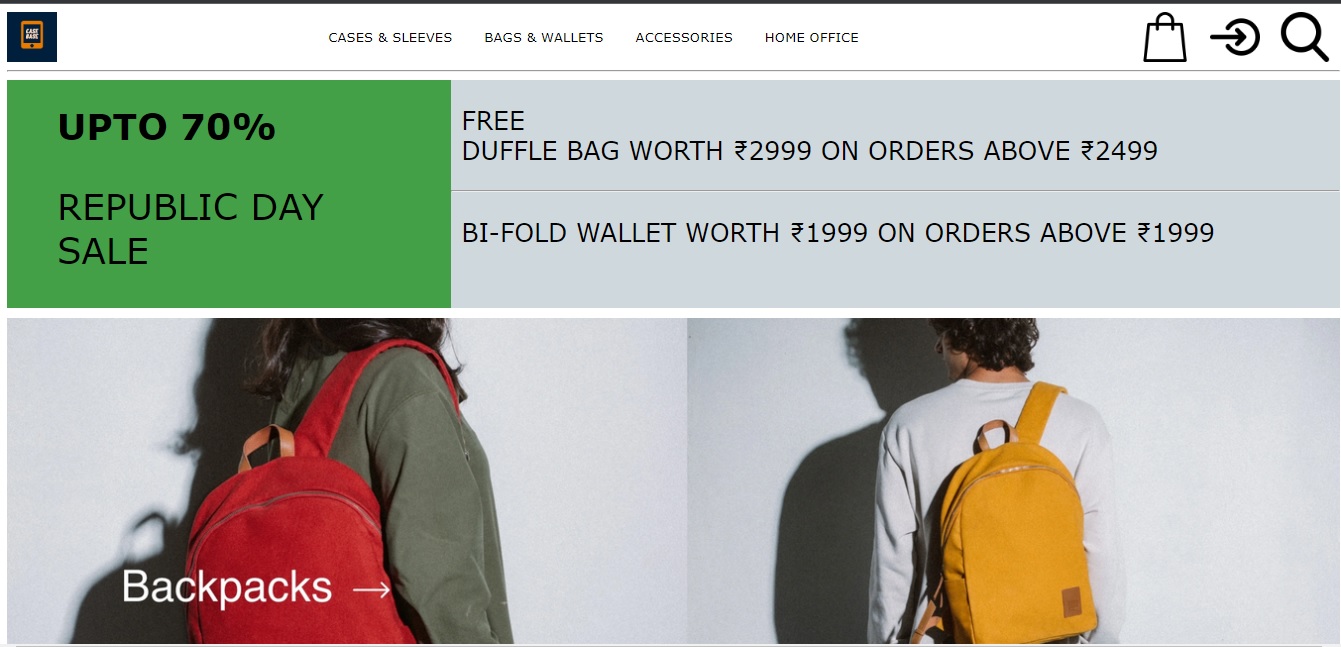 CASE
BASE
CASES & SLEEVES BAGS & WALLETS ACCESSORIES HOME OFFICE
UPTO 70%
REPUBLIC DAY
SALE
FREE
DUFFLE BAG WORTH ₹2999 ON ORDERS ABOVE ₹2499
BI-FOLD WALLET WORTH ₹1999 ON ORDERS ABOVE ₹1999
Backpacks →